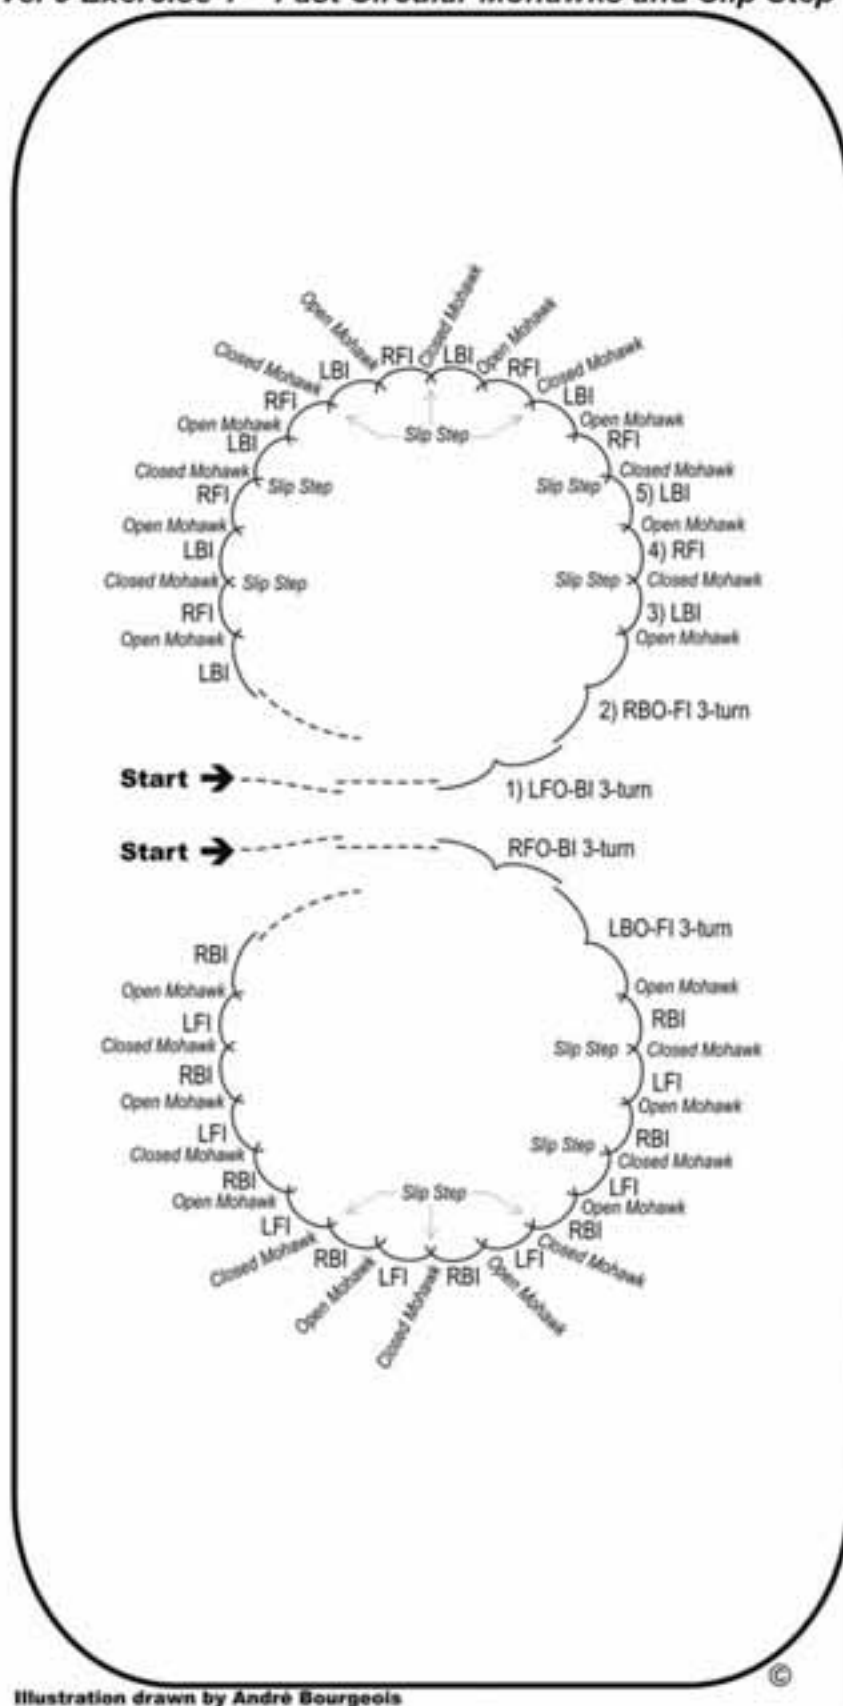 Exercise
Fast Circular Mohawks and Slip Step
Closed Mohawk
Open Mohawk
Open Mohawk
RFI
LBI
Closed Mohawk
LBI
RFI
Closed Mohawk
RFI
LBI
Open Mohawk
Slip Step
Open Mohawk
LBI
RFI
Closed Mohawk
Slip Step
Slip Step
Closed Mohawk
RFI
5) LBI
Open Mohawk
Open Mohawk
LBI
4) RFI
Closed Mohawk
Slip Step
Slip Step
Closed Mohawk
RFI
3) LBI
Open Mohawk
Open Mohawk
LBI
2) RBO-FI 3-turn
Start
1) LFO-BI 3-turn
Start
RFO-BI 3-turn
LBO-FI 3-turn
RBI
Open Mohawk
Open Mohawk
LFI
RBI
Closed Mohawk
Slip Step
Closed Mohawk
RBI
LFI
Open Mohawk
Open Mohawk
LFI
RBI
Closed Mohawk
Slip Step
Closed Mohawk
RBI
LFI
Open Mohawk
Slip Step
Open Mohawk
LFI
RBI
Closed Mohawk
RBI
LFI
Closed Mohawk
Open Mohawk
LFI
RBI
Open Mohawk
Closed Mohawk
©
Illustration drawn by André Bourgeois